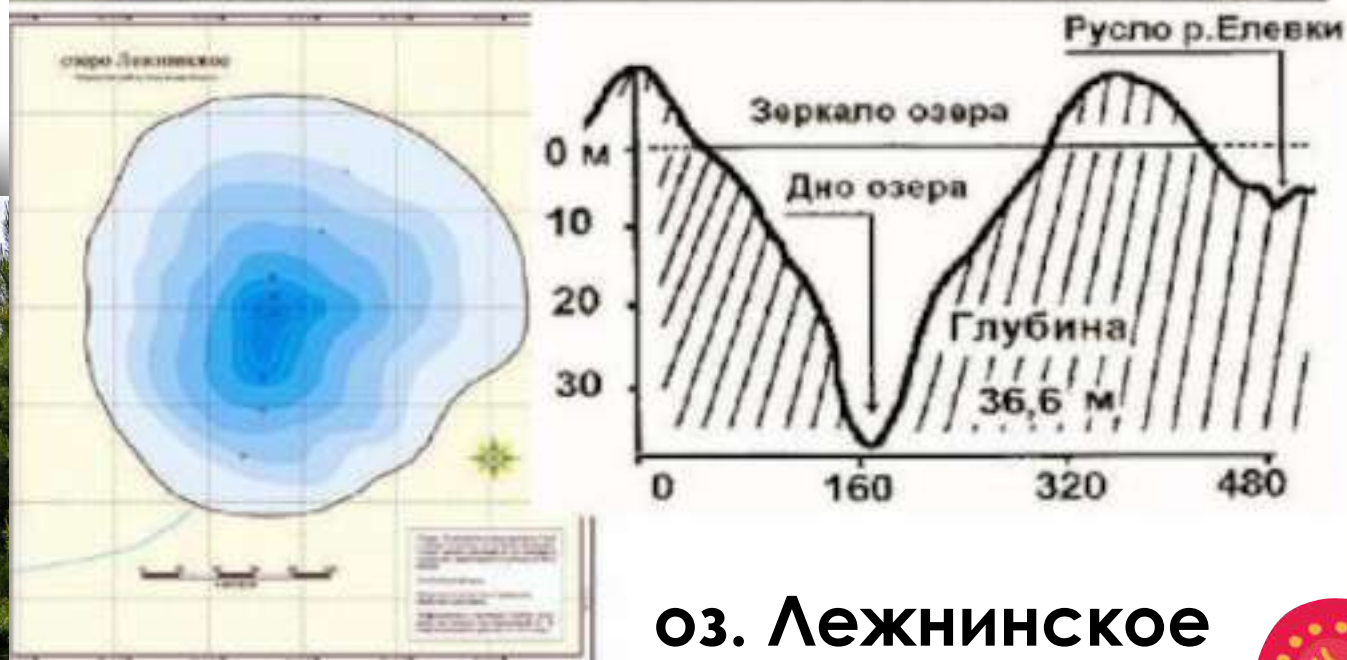 озеро Лежнинское
Русло р.Елевки
Зеркало озера
0 м
Дно озера
10
20
Глубина
30
36,6 м
0
160
320
480
оз. Лежнинское